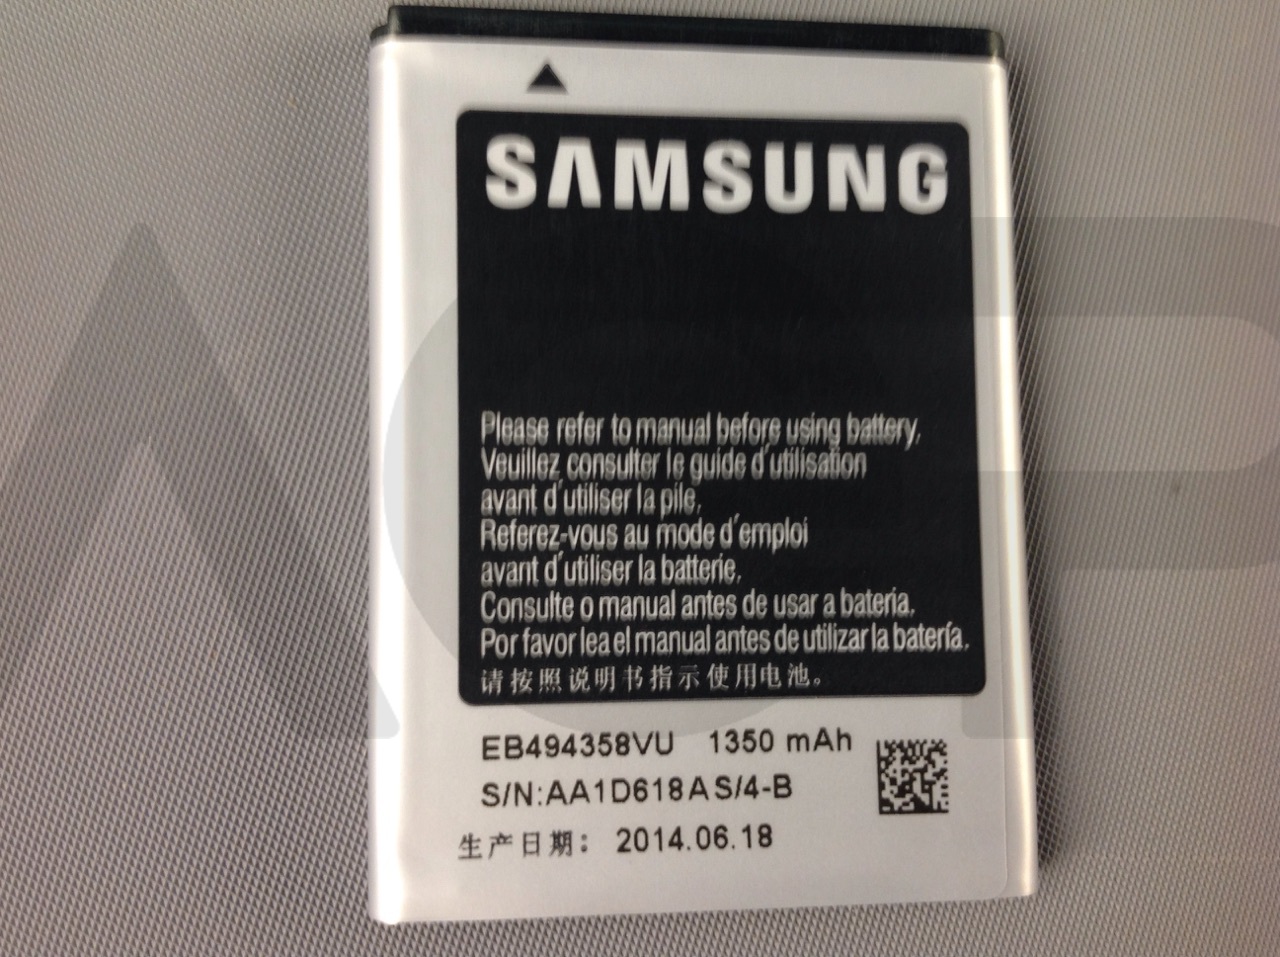 SAMSUNG
Please refer to manual before using battery.
Veuillez consulter le guide d'utilisation
avant d'utiliser la pile.
Referez-vous au mode d'emploi
avant d'utiliser la batterie.
Consulte o manual antes de usar a bateria.
Por favor lea el manual antes de utilizar la batería.
请按照说明书指示使用电池。
EB494358VU 1350 mAh
S/N:AA1D618AS/4-B
生产日期: 2014.06.18